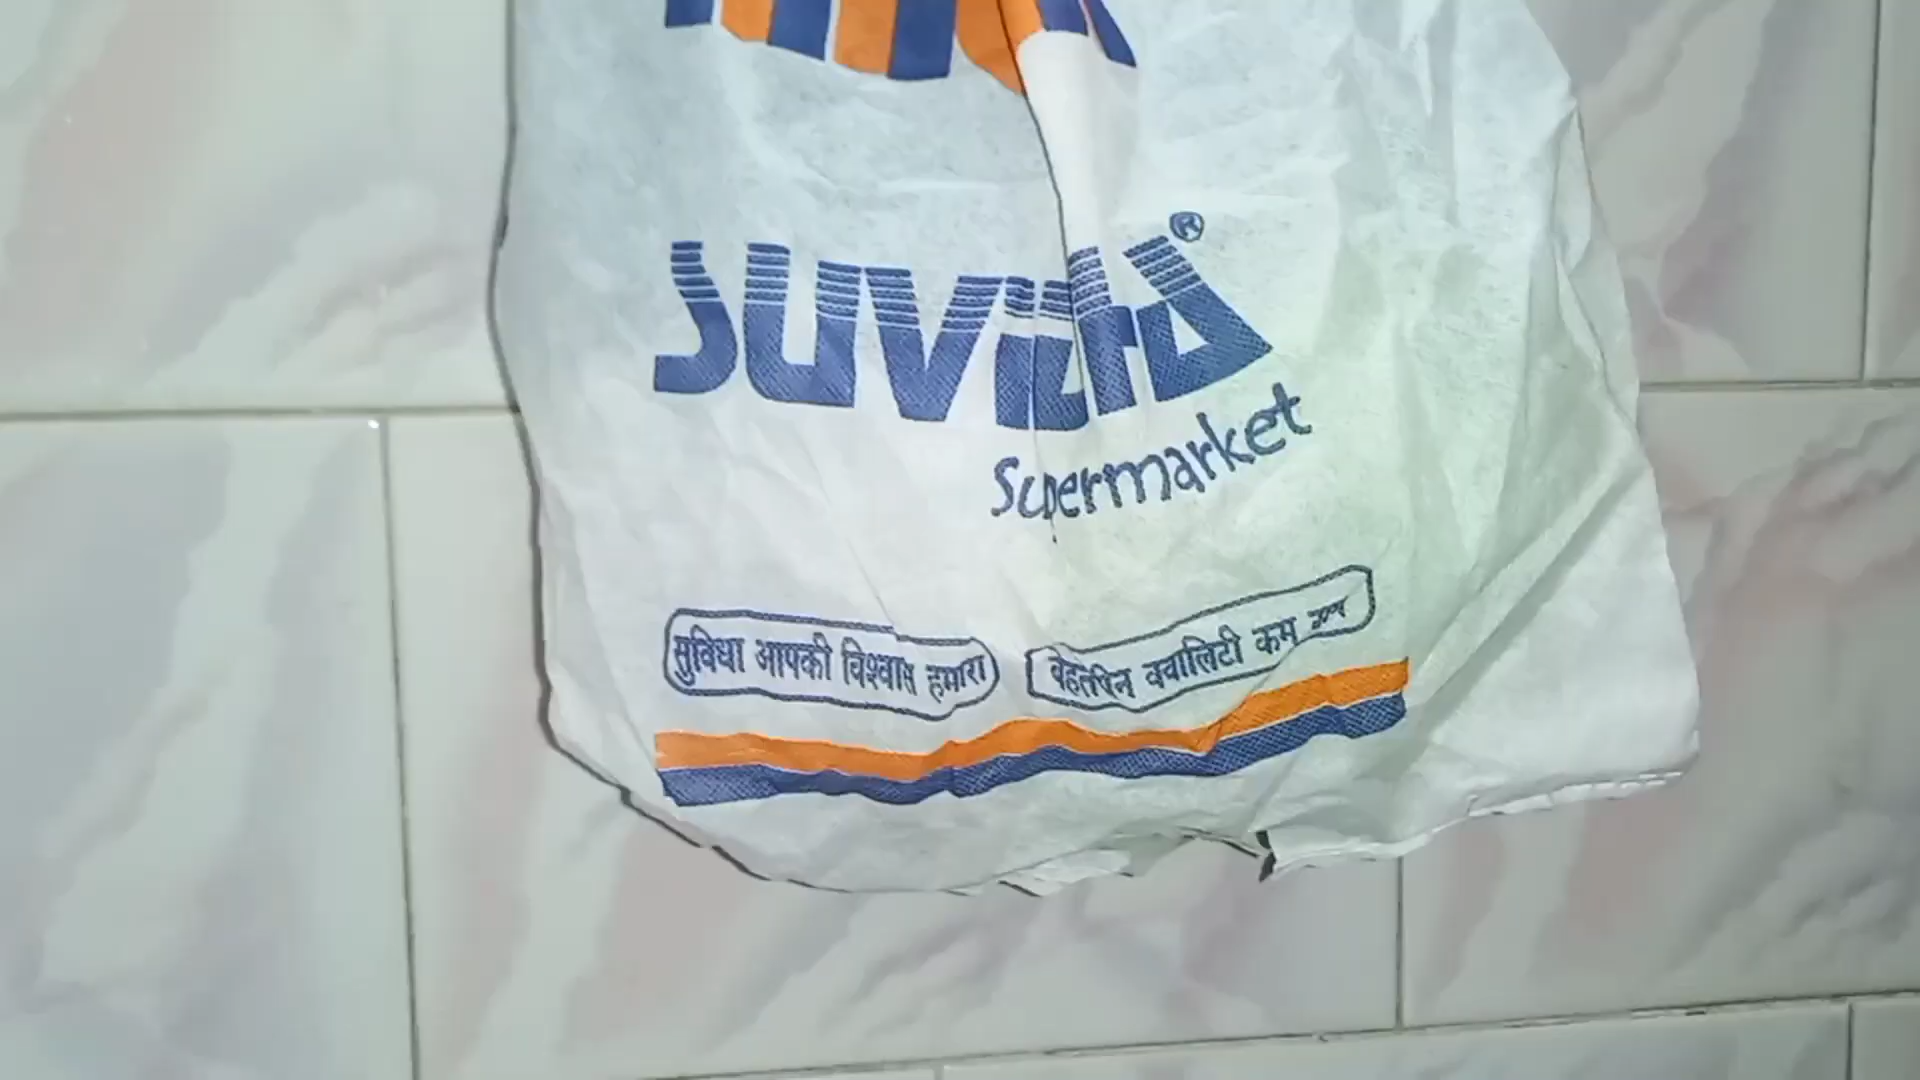 SUVidhA®
Supermarket
सुविधा आपकी विश्वास हमारा
बेहतरीन क्वालिटी कम